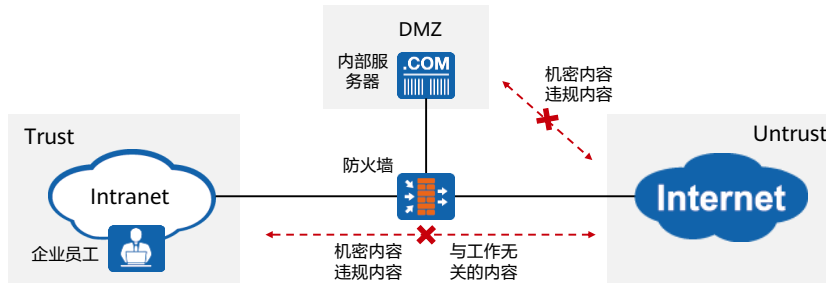 DMZ
内部服
务器
.COM
机密内容
违规内容
Trust
Untrust
防火墙
Intranet
Internet
企业员工
机密内容
违规内容
与工作无
关的内容